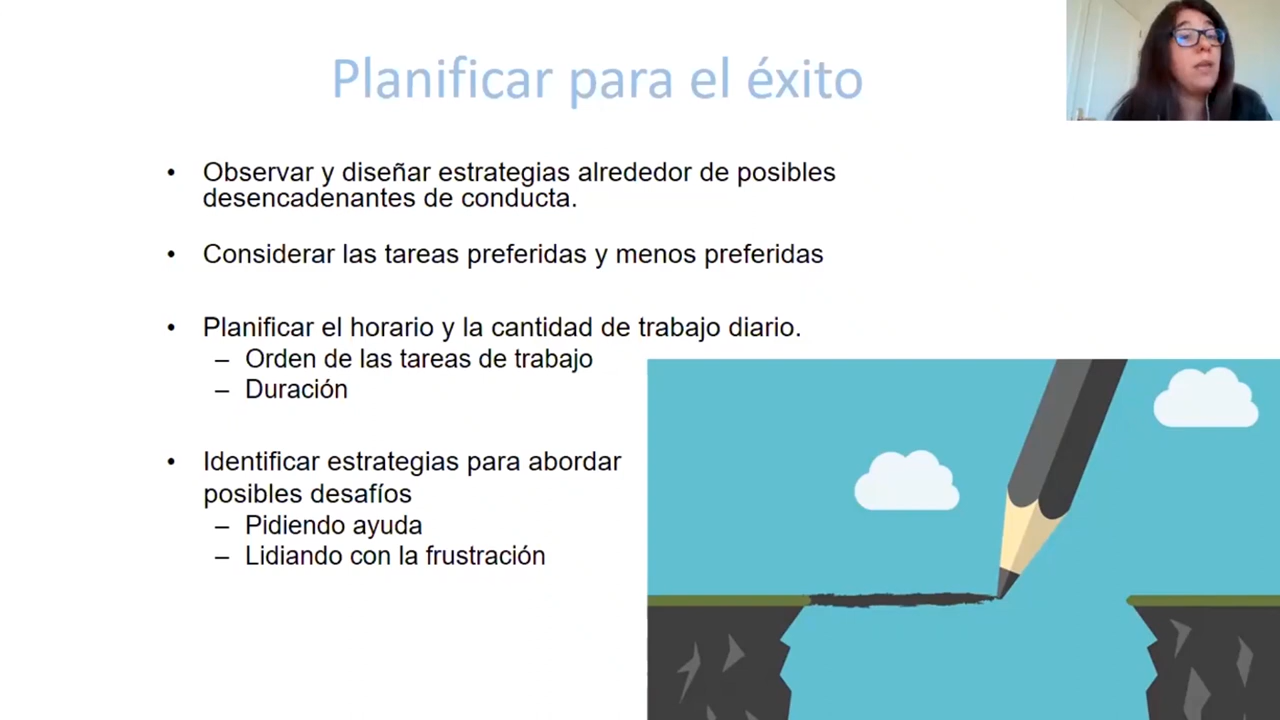 Planificar para el éxito
• Observar y diseñar estrategias alrededor de posibles
desencadenantes de conducta.
• Considerar las tareas preferidas y menos preferidas
• Planificar el horario y la cantidad de trabajo diario.
– Orden de las tareas de trabajo
– Duración
• Identificar estrategias para abordar
posibles desafíos
– Pidiendo ayuda
– Lidiando con la frustración